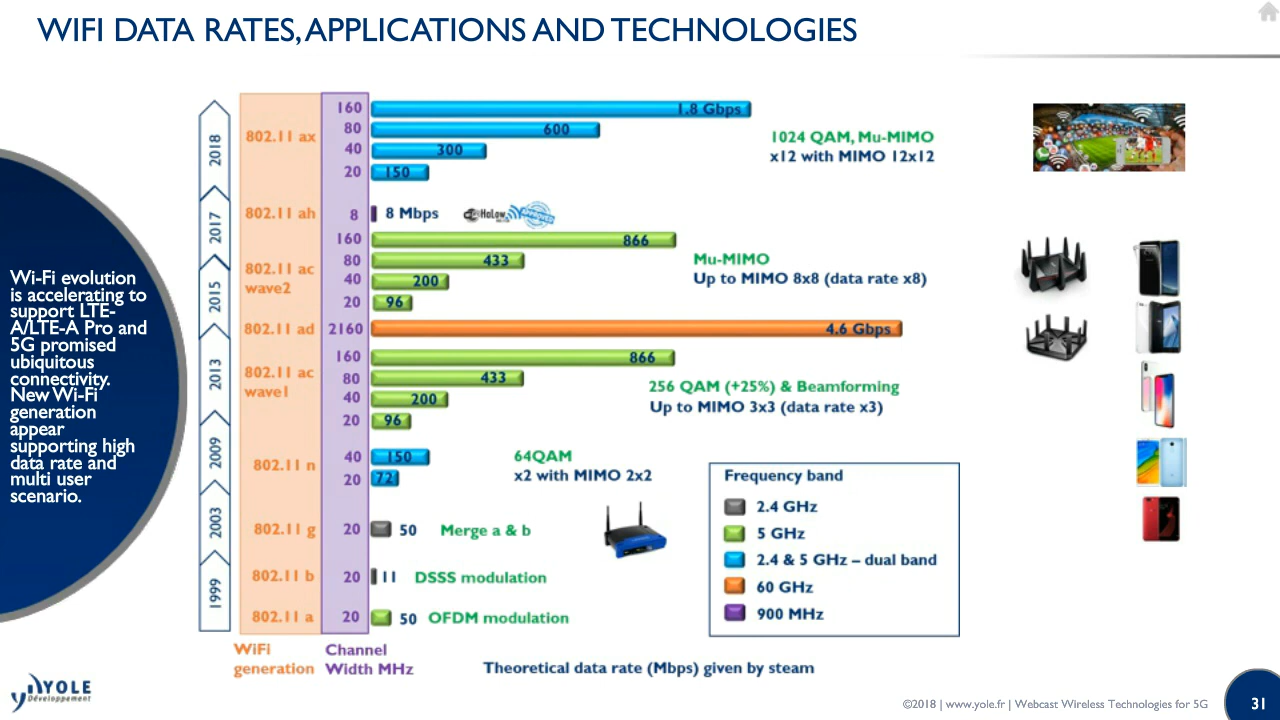 WIFI DATA RATES, APPLICATIONS AND TECHNOLOGIES
Wi-Fi evolution
is accelerating to
support LTE-
A/LTE-A Pro and
5G promised
ubiquitous
connectivity.
New Wi-Fi
generation
appear
supporting high
data rate and
multi user
scenario.
2018
802.11 ax
160
1.8 Gbps
80
600
40
300
20
150
1024 QAM, Mu-MIMO
x12 with MIMO 12x12
2017
802.11 ah
8
8 Mbps
HaLow
APPROVED
2015
802.11 ac
wave2
160
866
80
433
40
200
20
96
Mu-MIMO
Up to MIMO 8x8 (data rate x8)
802.11 ad
2160
4.6 Gbps
2013
802.11 ac
wave1
160
866
80
433
40
200
20
96
256 QAM (+25%) & Beamforming
Up to MIMO 3x3 (data rate x3)
2009
802.11 n
40
150
20
72
64QAM
x2 with MIMO 2x2
2003
802.11 g
20
50
Merge a & b
1999
802.11 b
20
11
DSSS modulation
802.11 a
20
50
OFDM modulation
WiFi
generation
Channel
Width MHz
Theoretical data rate (Mbps) given by steam
Frequency band
2.4 GHz
5 GHz
2.4 & 5 GHz – dual band
60 GHz
900 MHz
YOLE
Développement
©2018 | www.yole.fr | Webcast Wireless Technologies for 5G
31